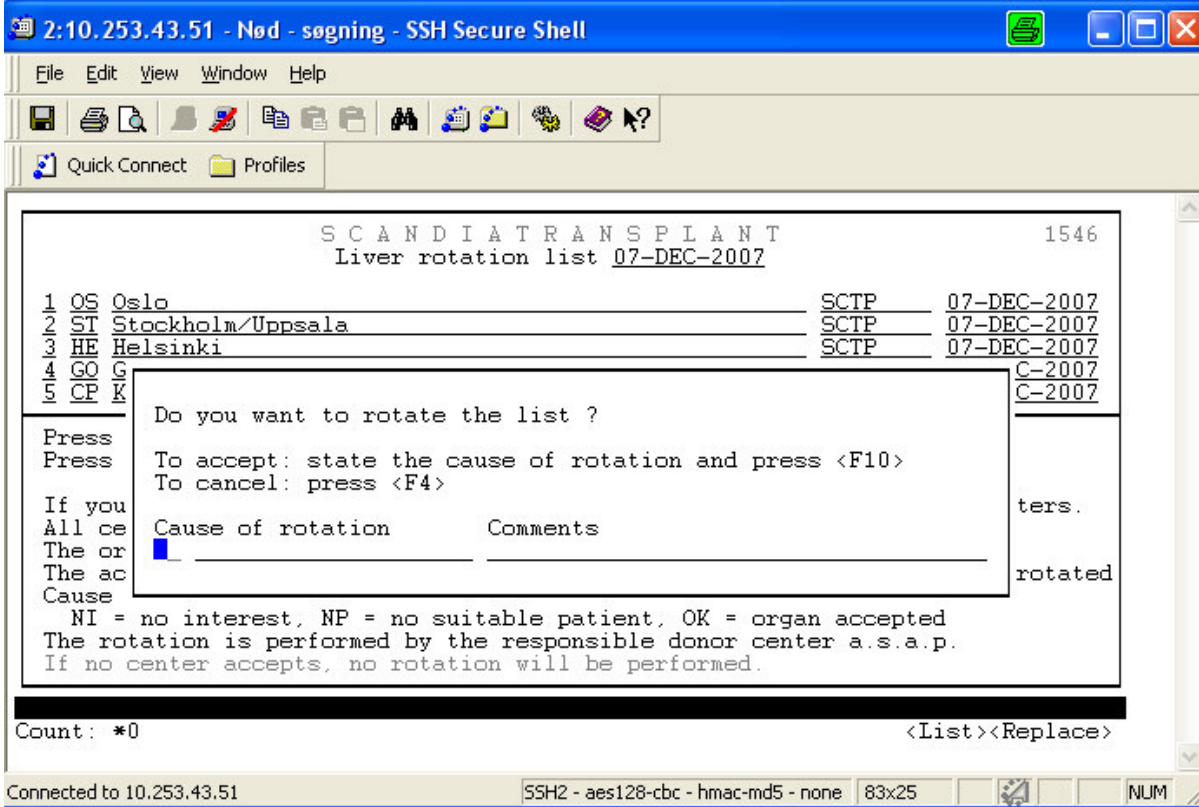 2:10.253.43.51 - Nød - søgning - SSH Secure Shell
File Edit View Window Help
Quick Connect Profiles
S C A N D I A T R A N S P L A N T 1546
Liver rotation list 07-DEC-2007
1 OS Oslo SCTP 07-DEC-2007
2 ST Stockholm/Uppsala SCTP 07-DEC-2007
3 HE Helsinki SCTP 07-DEC-2007
4 GO G C-2007
5 CP K C-2007
Do you want to rotate the list ?
Press
Press To accept: state the cause of rotation and press <F10>
To cancel: press <F4>
If you ters.
All ce Cause of rotation Comments
The or
The ac rotated
Cause
NI = no interest, NP = no suitable patient, OK = organ accepted
The rotation is performed by the responsible donor center a.s.a.p.
If no center accepts, no rotation will be performed.
Count: *0 <List><Replace>
Connected to 10.253.43.51 SSH2 - aes128-cbc - hmac-md5 - none 83x25 NUM